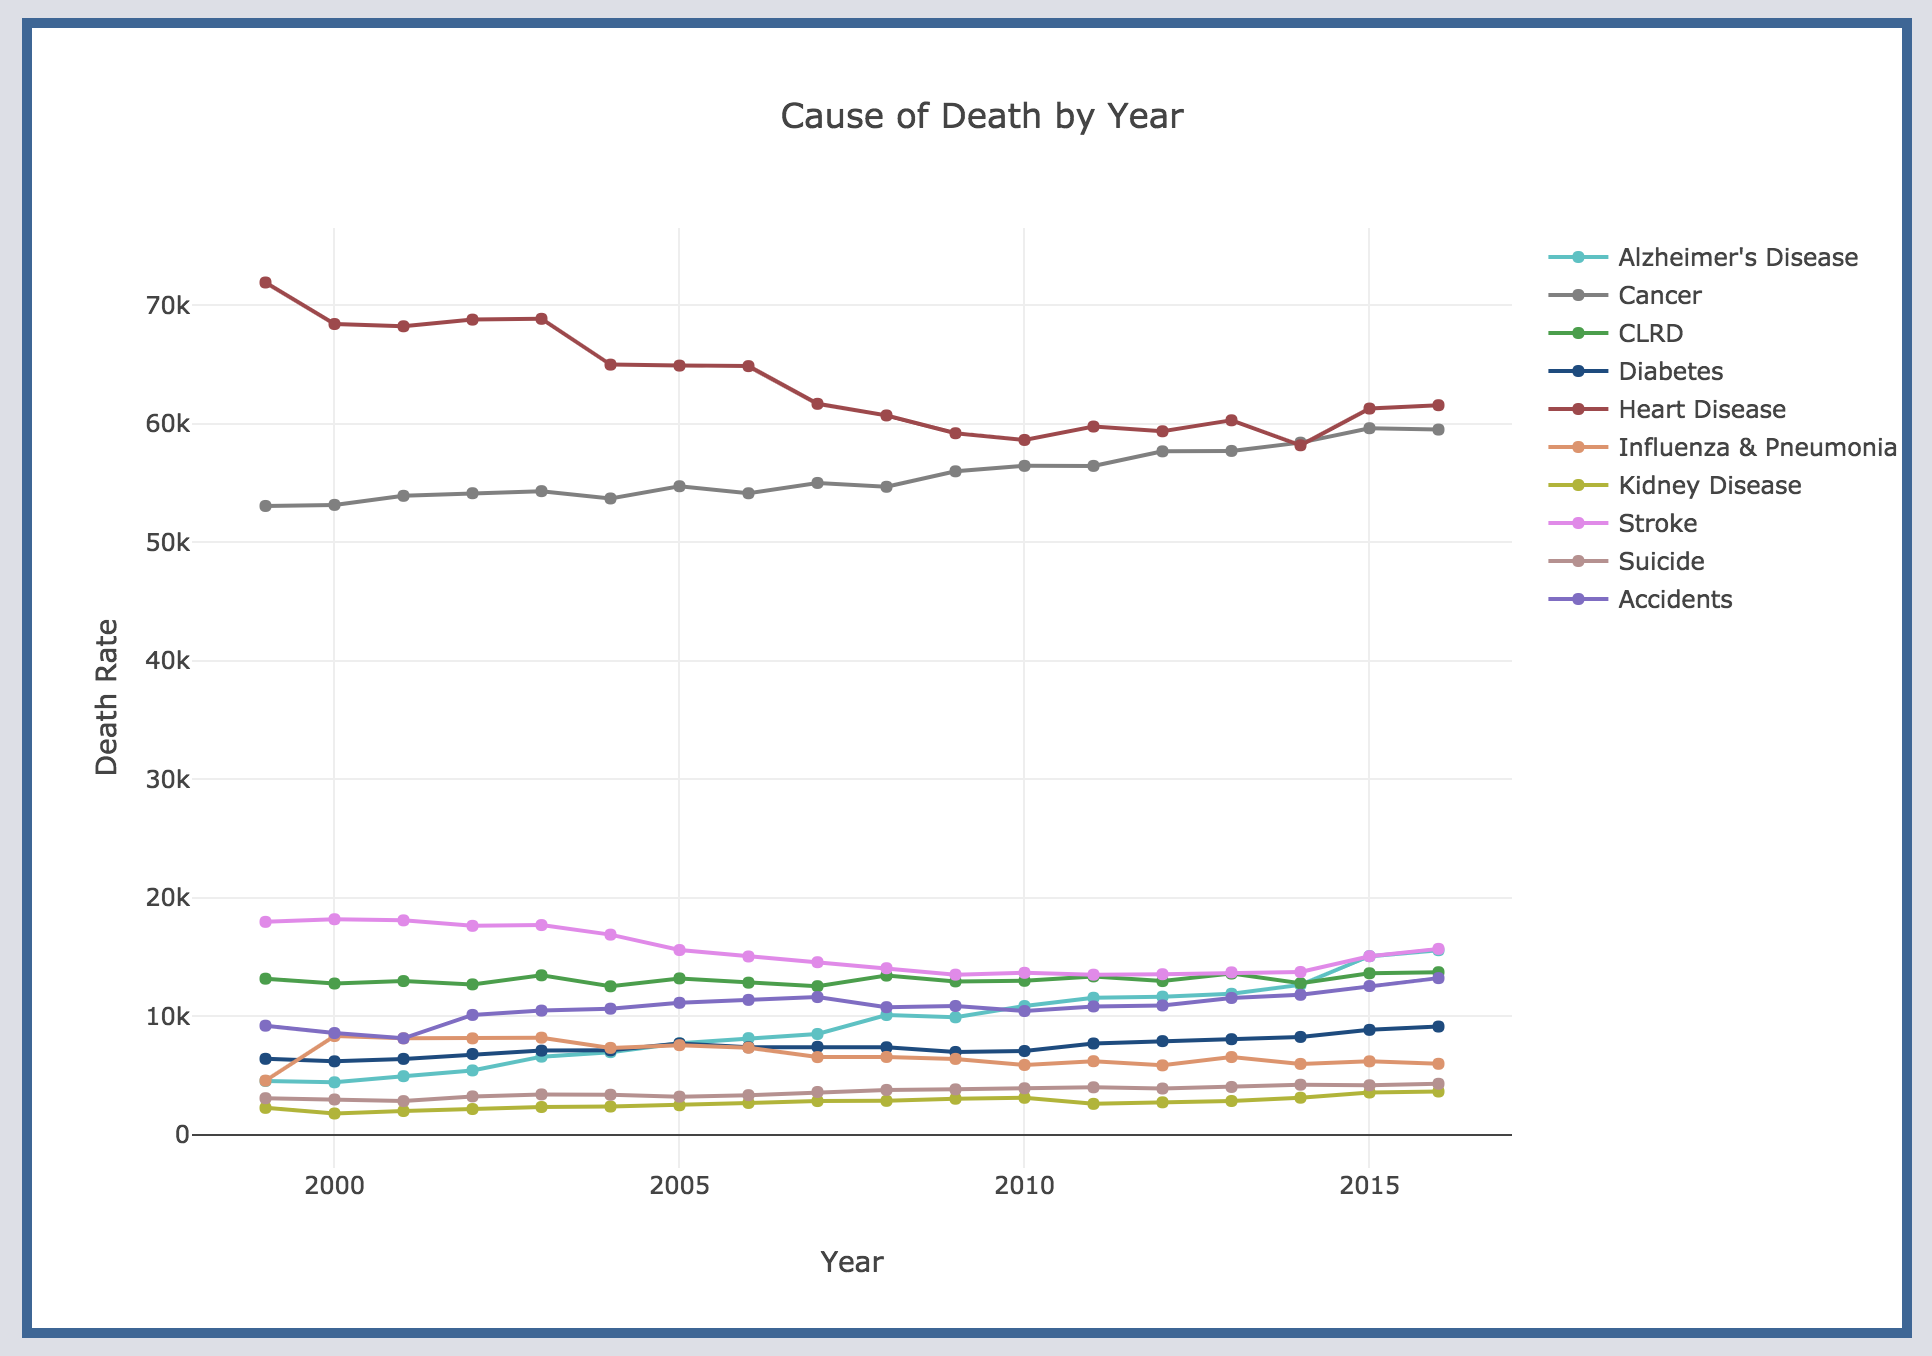 Cause of Death by Year
70k
60k
50k
40k
30k
20k
10k
0
Death Rate
2000 2005 2010 2015
Year
Alzheimer's Disease
Cancer
CLRD
Diabetes
Heart Disease
Influenza & Pneumonia
Kidney Disease
Stroke
Suicide
Accidents